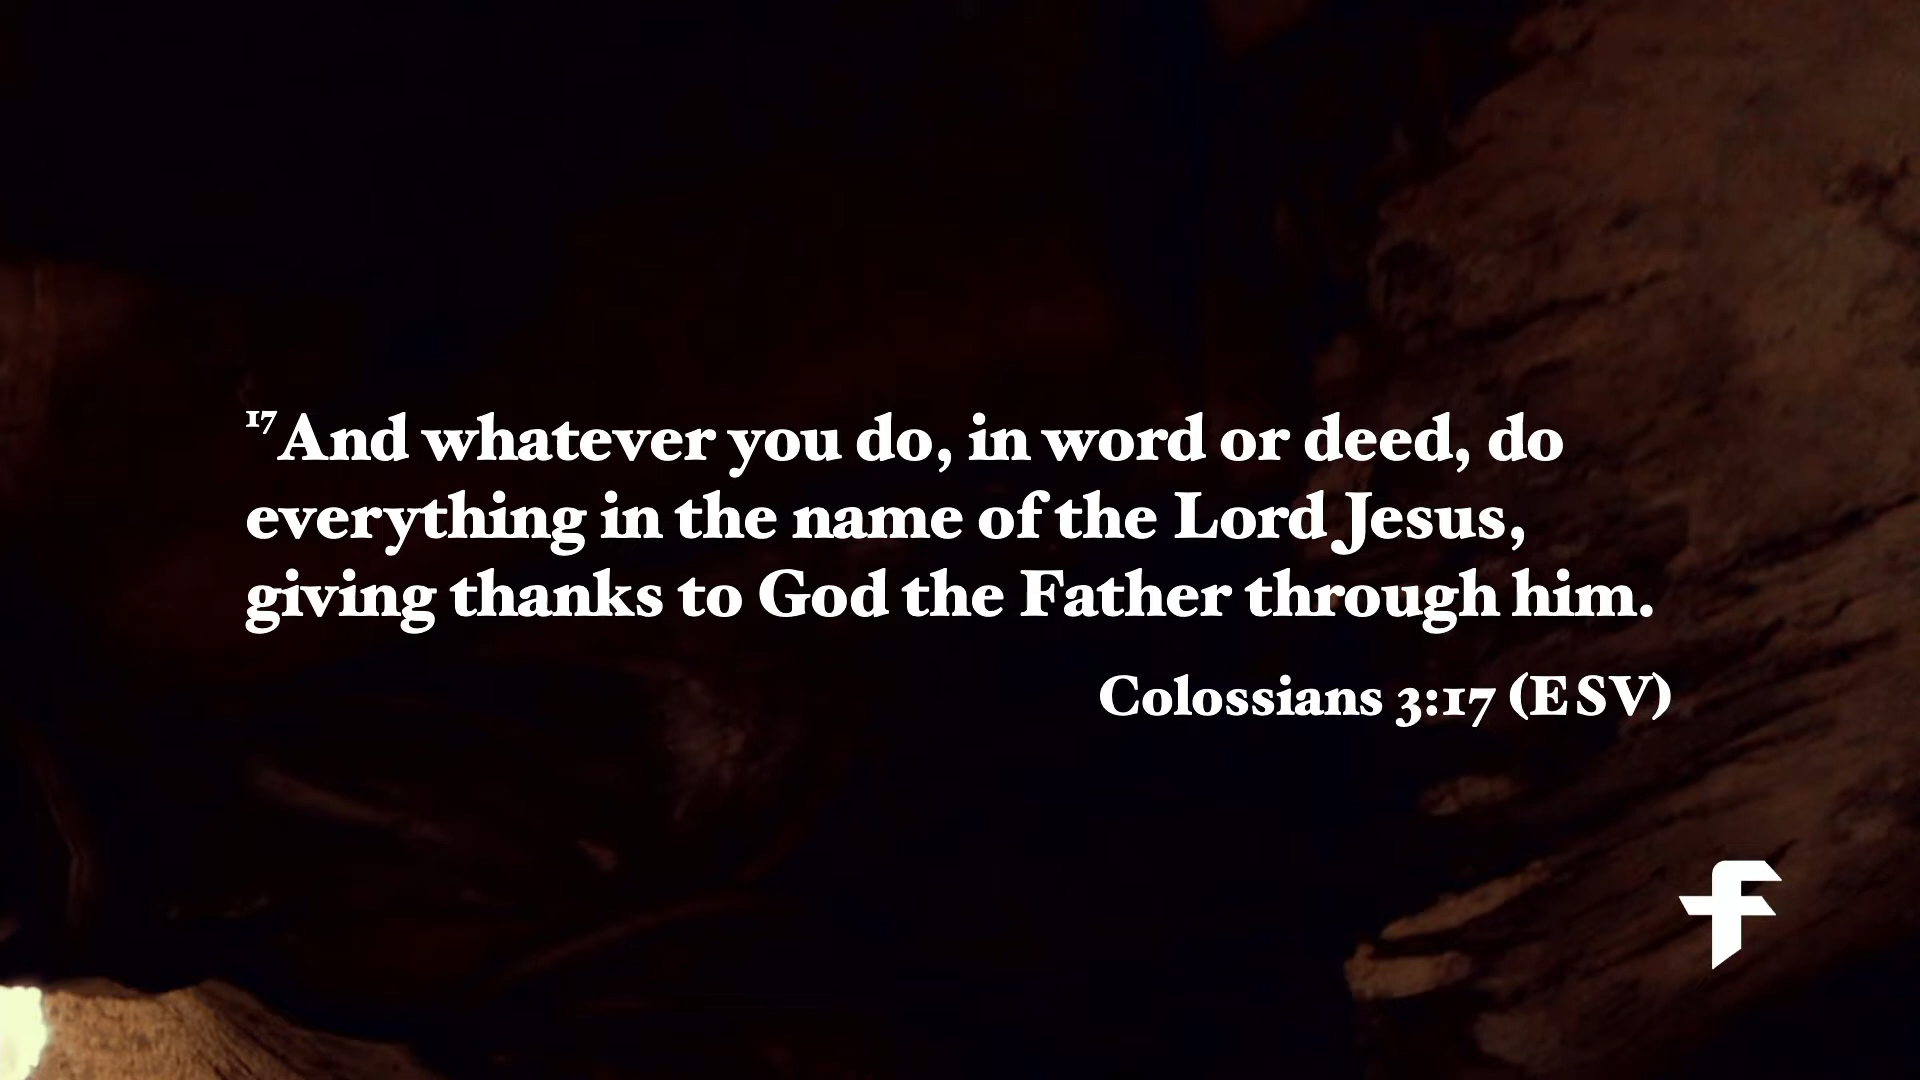 17And whatever you do, in word or deed, do
everything in the name of the Lord Jesus,
giving thanks to God the Father through him.
Colossians 3:17 (ESV)